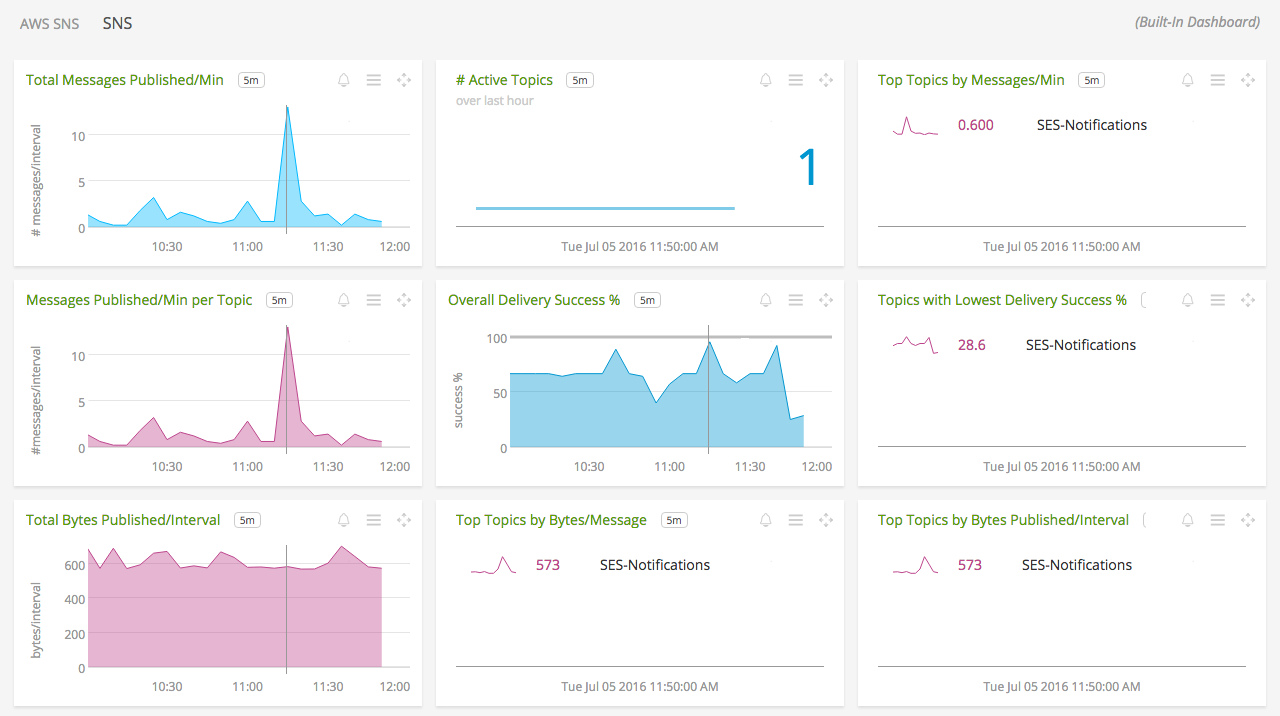 AWS SNS SNS (Built-In Dashboard)
Total Messages Published/Min 5m
# messages/interval
10
5
0
10:30 11:00 11:30 12:00
# Active Topics 5m
over last hour
1
Tue Jul 05 2016 11:50:00 AM
Top Topics by Messages/Min 5m
0.600 SES-Notifications
Tue Jul 05 2016 11:50:00 AM
Messages Published/Min per Topic 5m
#messages/interval
10
5
0
10:30 11:00 11:30 12:00
Overall Delivery Success % 5m
success %
100
50
0
10:30 11:00 11:30 12:00
Topics with Lowest Delivery Success %
28.6 SES-Notifications
Tue Jul 05 2016 11:50:00 AM
Total Bytes Published/Interval 5m
bytes/interval
600
400
200
0
10:30 11:00 11:30 12:00
Top Topics by Bytes/Message 5m
573 SES-Notifications
Tue Jul 05 2016 11:50:00 AM
Top Topics by Bytes Published/Interval
573 SES-Notifications
Tue Jul 05 2016 11:50:00 AM